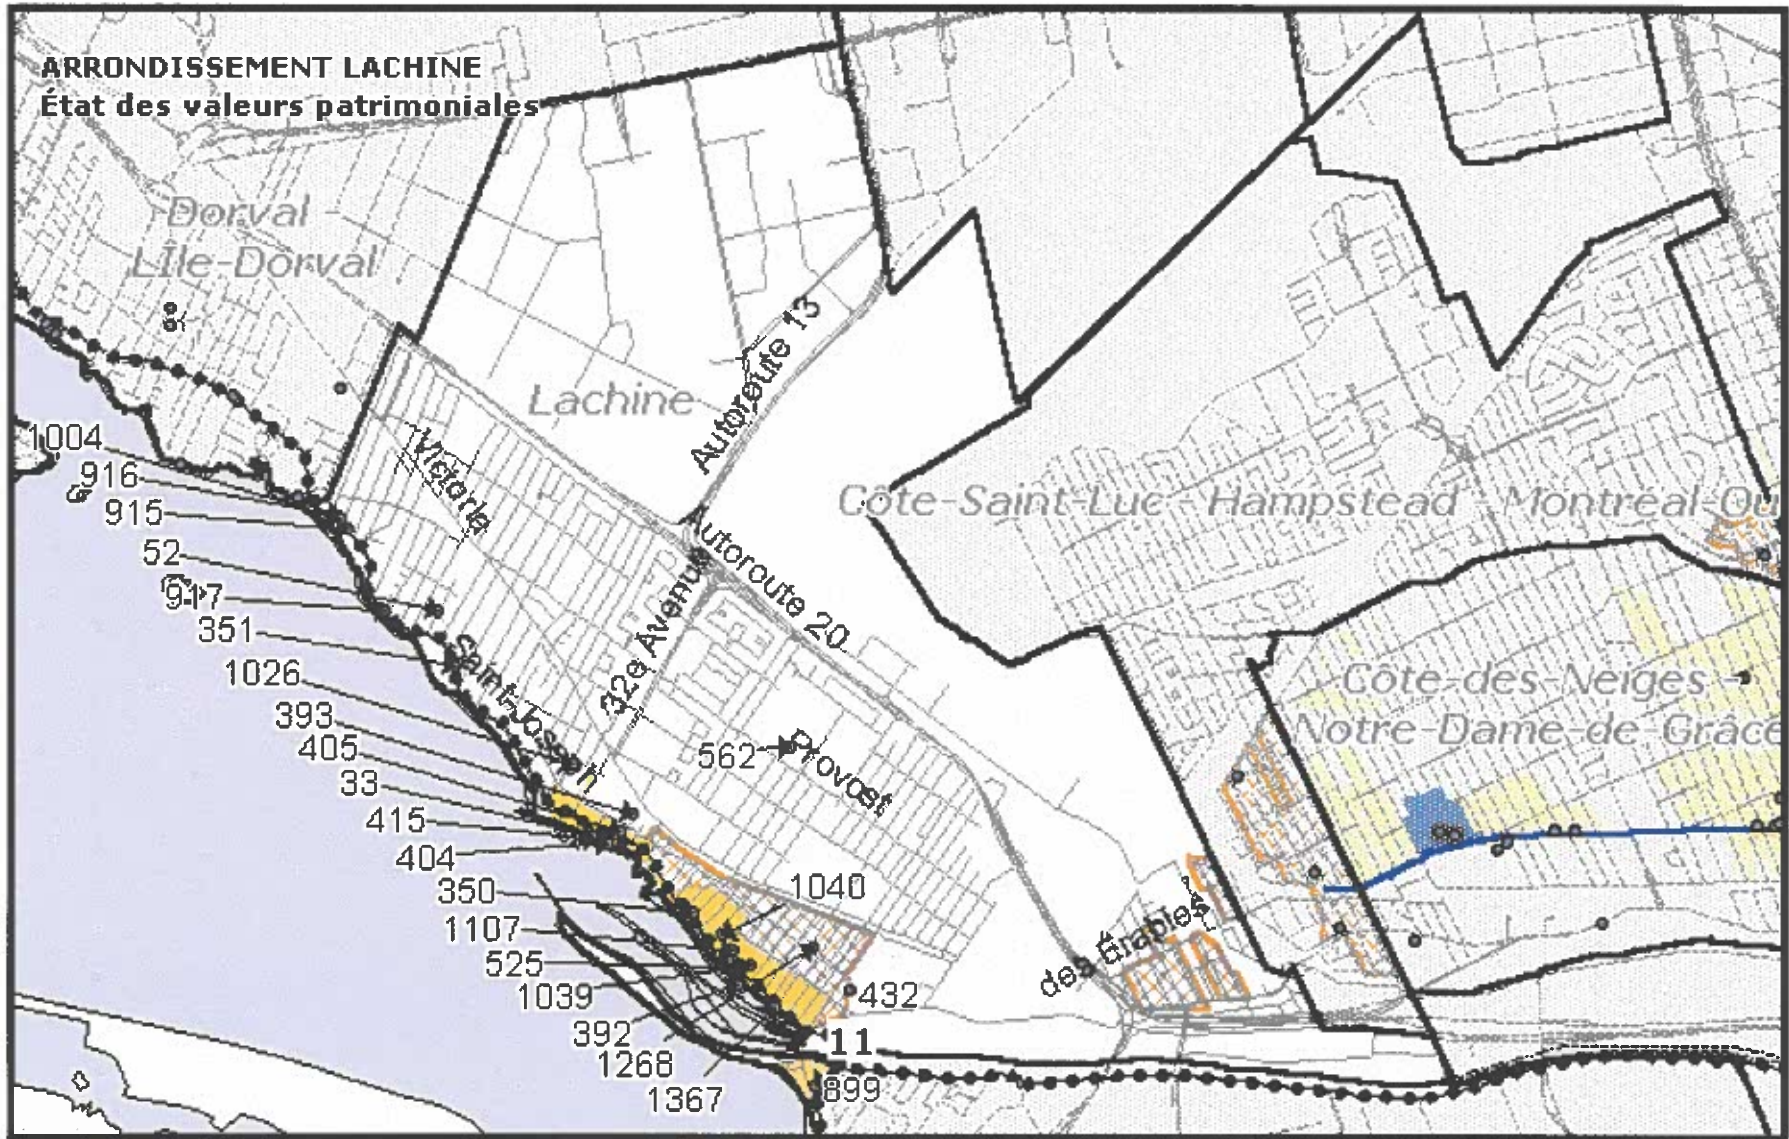 ARRONDISSEMENT LACHINE
État des valeurs patrimoniales
Dorval -
L'Île-Dorval
Lachine
Autoroute 13
Victoria
1004
916
915
52
917
351
1026
393
405
33
415
404
350
1107
525
1039
392
1268
1367
Saint-Joseph
32e Avenue
Autoroute 20
562
Provost
1040
432
11
899
des Érables
Côte-Saint-Luc - Hampstead - Montréal-Ou
Côte-des-Neiges -
Notre-Dame-de-Grâce